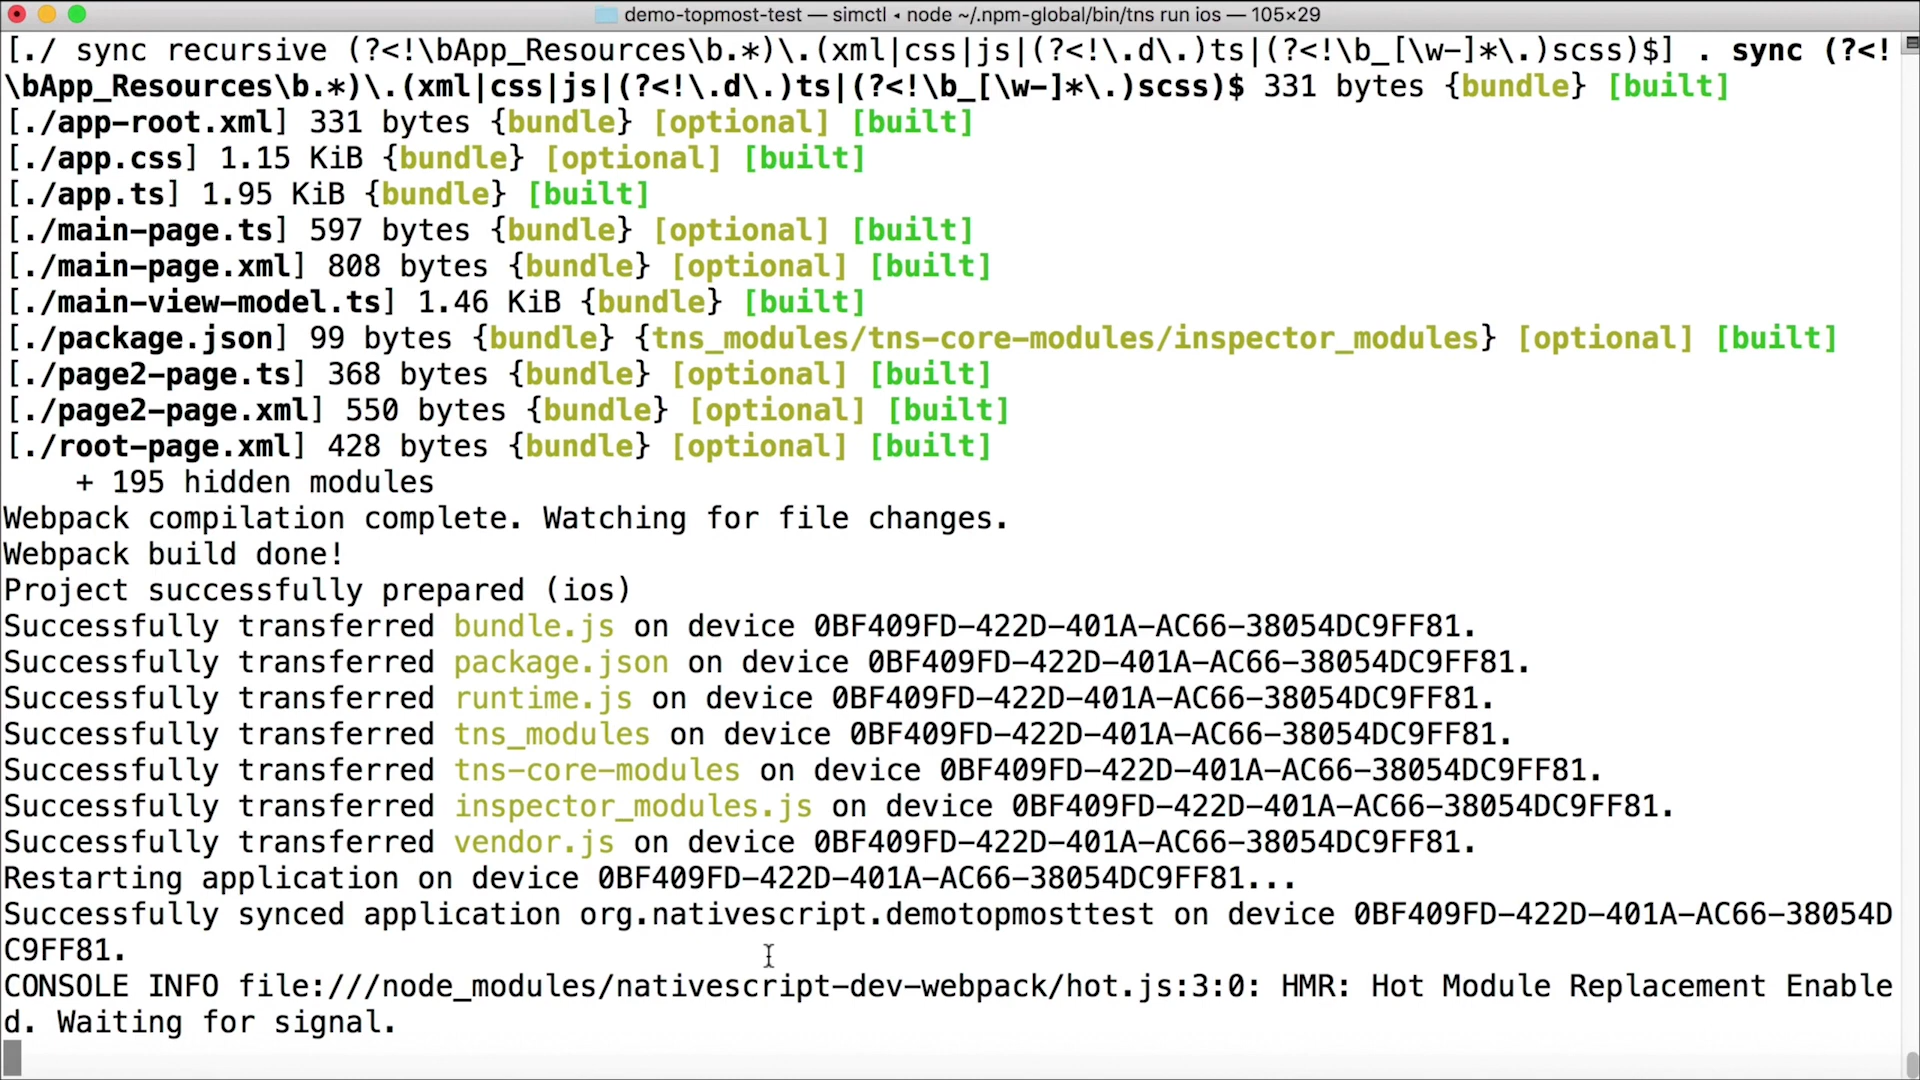 demo-topmost-test — simctl ◂ node ~/.npm-global/bin/tns run ios — 105×29
[./ sync recursive (?<!\bApp_Resources\b.*)\.(xml|css|js|(?<!\.d\.)ts|(?<!\b_[\w-]*\.)scss)$] . sync (?<!
\bApp_Resources\b.*)\.(xml|css|js|(?<!\.d\.)ts|(?<!\b_[\w-]*\.)scss)$ 331 bytes {bundle} [built]
[./app-root.xml] 331 bytes {bundle} [optional] [built]
[./app.css] 1.15 KiB {bundle} [optional] [built]
[./app.ts] 1.95 KiB {bundle} [built]
[./main-page.ts] 597 bytes {bundle} [optional] [built]
[./main-page.xml] 808 bytes {bundle} [optional] [built]
[./main-view-model.ts] 1.46 KiB {bundle} [built]
[./package.json] 99 bytes {bundle} {tns_modules/tns-core-modules/inspector_modules} [optional] [built]
[./page2-page.ts] 368 bytes {bundle} [optional] [built]
[./page2-page.xml] 550 bytes {bundle} [optional] [built]
[./root-page.xml] 428 bytes {bundle} [optional] [built]
    + 195 hidden modules
Webpack compilation complete. Watching for file changes.
Webpack build done!
Project successfully prepared (ios)
Successfully transferred bundle.js on device 0BF409FD-422D-401A-AC66-38054DC9FF81.
Successfully transferred package.json on device 0BF409FD-422D-401A-AC66-38054DC9FF81.
Successfully transferred runtime.js on device 0BF409FD-422D-401A-AC66-38054DC9FF81.
Successfully transferred tns_modules on device 0BF409FD-422D-401A-AC66-38054DC9FF81.
Successfully transferred tns-core-modules on device 0BF409FD-422D-401A-AC66-38054DC9FF81.
Successfully transferred inspector_modules.js on device 0BF409FD-422D-401A-AC66-38054DC9FF81.
Successfully transferred vendor.js on device 0BF409FD-422D-401A-AC66-38054DC9FF81.
Restarting application on device 0BF409FD-422D-401A-AC66-38054DC9FF81...
Successfully synced application org.nativescript.demotopmosttest on device 0BF409FD-422D-401A-AC66-38054D
C9FF81.
CONSOLE INFO file:///node_modules/nativescript-dev-webpack/hot.js:3:0: HMR: Hot Module Replacement Enable
d. Waiting for signal.